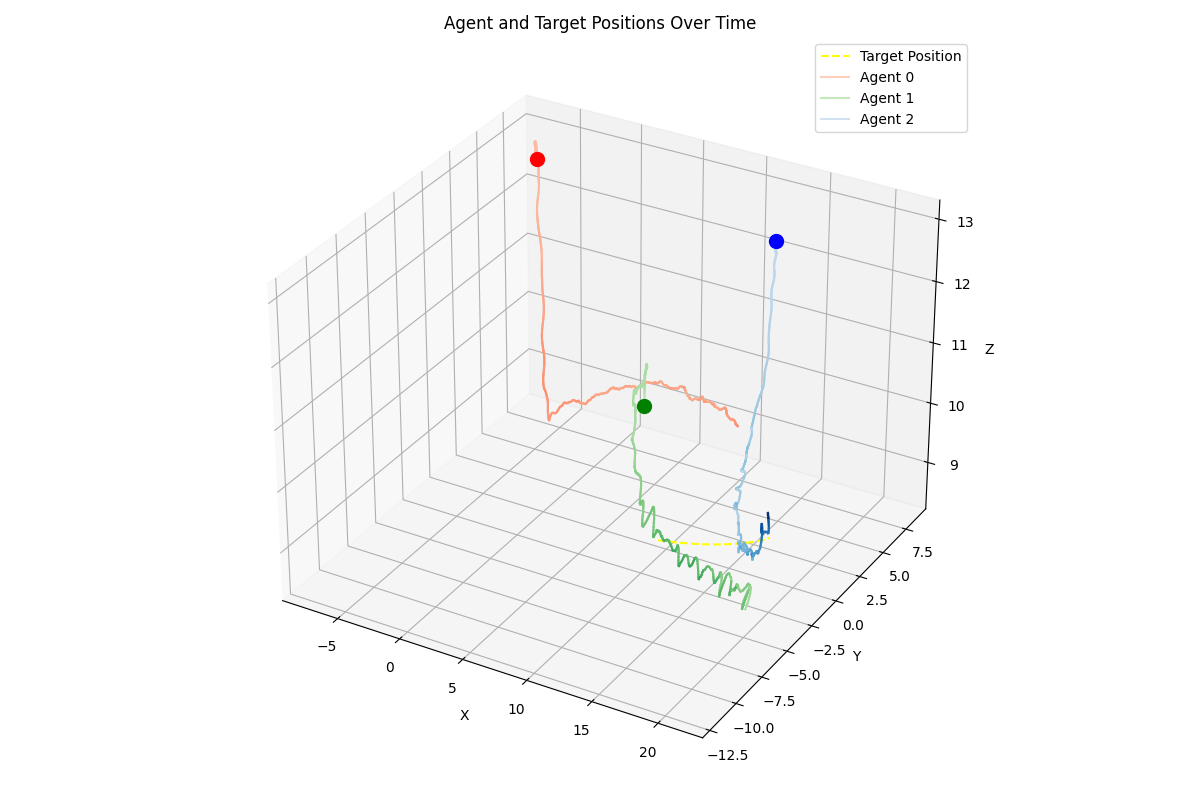 Agent and Target Positions Over Time
Target Position
Agent 0
Agent 1
Agent 2
13
12
11
10
9
Z
7.5
5.0
2.5
0.0
−2.5
−5.0
−7.5
−10.0
−12.5
Y
−5
0
5
10
15
20
X